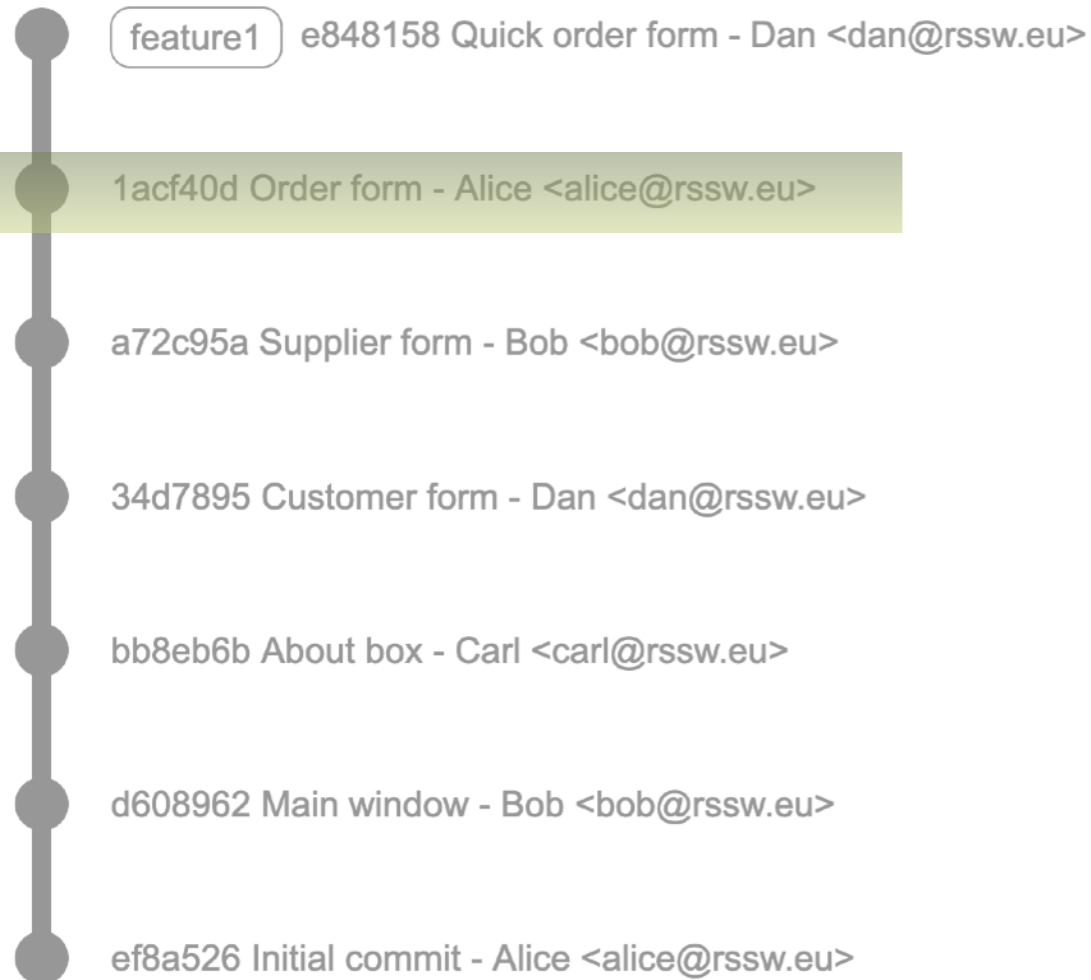 feature1 e848158 Quick order form - Dan <dan@rssw.eu>
1acf40d Order form - Alice <alice@rssw.eu>
a72c95a Supplier form - Bob <bob@rssw.eu>
34d7895 Customer form - Dan <dan@rssw.eu>
bb8eb6b About box - Carl <carl@rssw.eu>
d608962 Main window - Bob <bob@rssw.eu>
ef8a526 Initial commit - Alice <alice@rssw.eu>